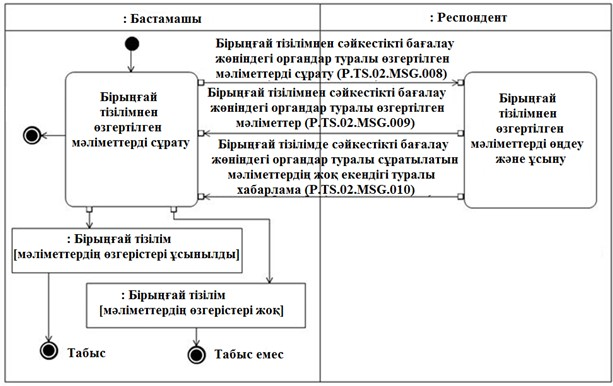 : Бастамашы
: Респондент
Бірыңғай тізілімнен сәйкестікті бағалау
жөніндегі органдар туралы өзгертілген
мәліметтерді сұрату (P.TS.02.MSG.008)
Бірыңғай
тізілімнен
өзгертілген
мәліметтерді сұрату
Бірыңғай тізілімнен сәйкестікті бағалау
жөніндегі органдар туралы өзгертілген
мәліметтер (P.TS.02.MSG.009)
Бірыңғай
тізілімнен
өзгертілген
мәліметтерді өңдеу
және ұсыну
Бірыңғай тізілімде сәйкестікті бағалау
жөніндегі органдар туралы сұратылатын
мәліметтердің жоқ екендігі туралы
хабарлама (P.TS.02.MSG.010)
: Бірыңғай тізілім
[мәліметтердің өзгерістері ұсынылды]
: Бірыңғай тізілім
[мәліметтердің өзгерістері жоқ]
Табыс
Табыс емес